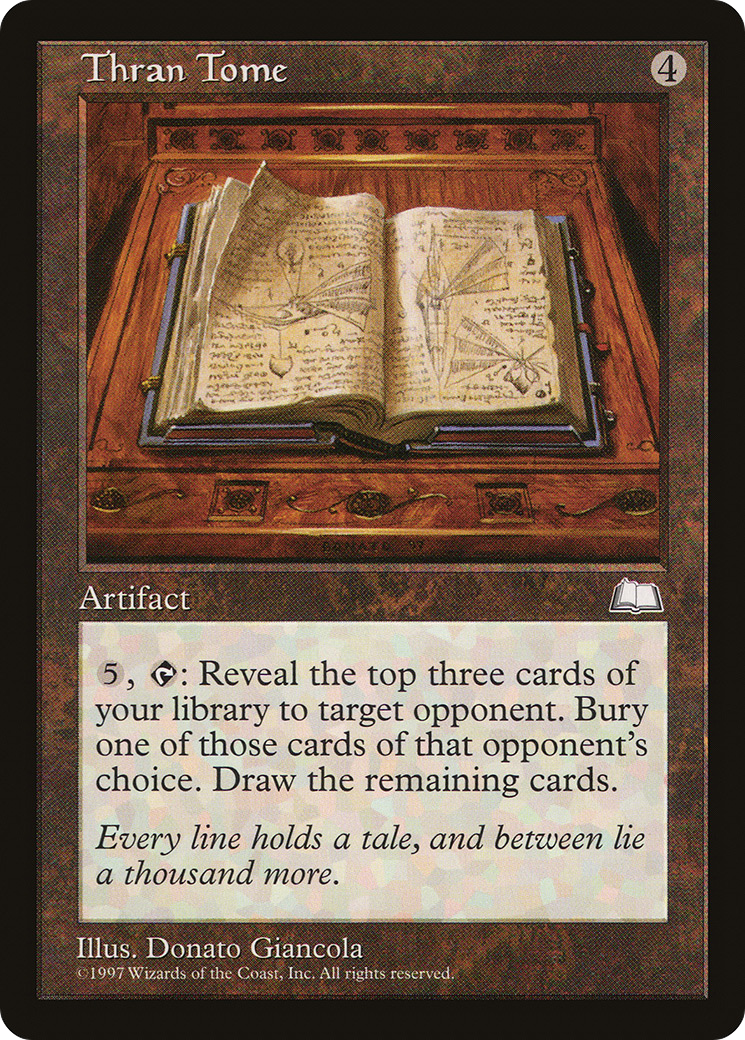 Thran Tome
4
Artifact
5, : Reveal the top three cards of
your library to target opponent. Bury
one of those cards of that opponent's
choice. Draw the remaining cards.
Every line holds a tale, and between lie
a thousand more.
Illus. Donato Giancola
©1997 Wizards of the Coast, Inc. All rights reserved.